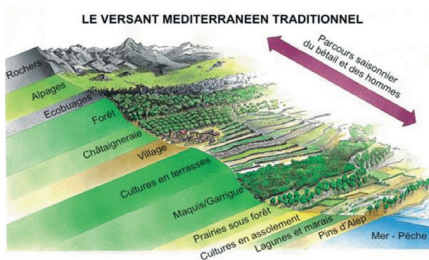 LE VERSANT MEDITERRANEEN TRADITIONNEL
Parcours saisonnier
du bétail et des hommes
Rochers
Alpages
Ecobuages
Forêt
Châtaigneraie
Village
Cultures en terrasses
Maquis/Garrigue
Prairies sous forêt
Cultures en assolement
Lagunes et marais
Pins d'Alep
Mer - Pêche